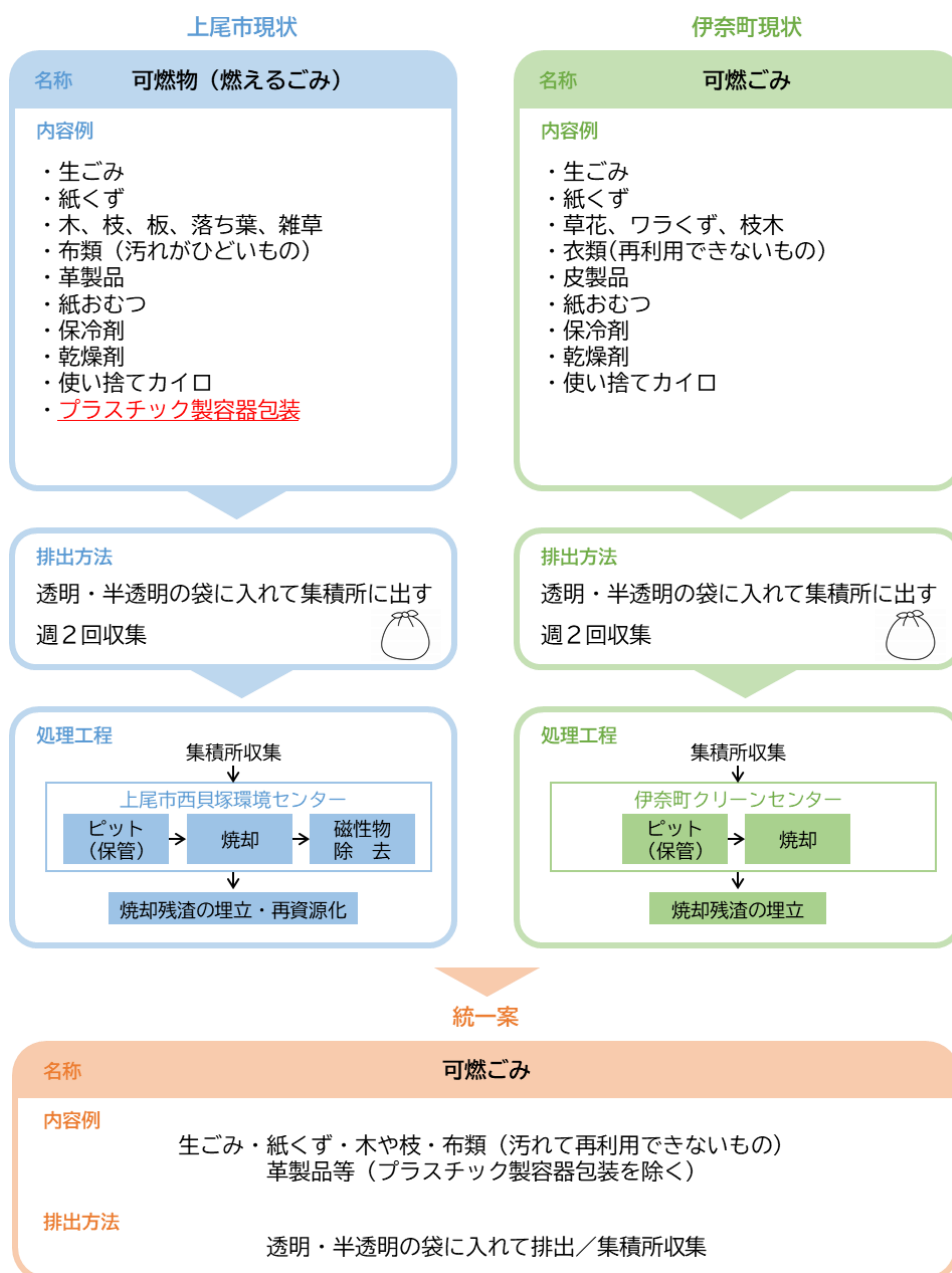 上尾市現状
名称 可燃物（燃えるごみ）
内容例
・生ごみ
・紙くず
・木、枝、板、落ち葉、雑草
・布類（汚れがひどいもの）
・革製品
・紙おむつ
・保冷剤
・乾燥剤
・使い捨てカイロ
・プラスチック製容器包装
排出方法
透明・半透明の袋に入れて集積所に出す
週２回収集
処理工程
集積所収集
上尾市西貝塚環境センター
ピット
（保管）
焼却
磁性物
除　去
焼却残渣の埋立・再資源化
伊奈町現状
名称 可燃ごみ
内容例
・生ごみ
・紙くず
・草花、ワラくず、枝木
・衣類(再利用できないもの)
・皮製品
・紙おむつ
・保冷剤
・乾燥剤
・使い捨てカイロ
排出方法
透明・半透明の袋に入れて集積所に出す
週２回収集
処理工程
集積所収集
伊奈町クリーンセンター
ピット
（保管）
焼却
焼却残渣の埋立
統一案
名称 可燃ごみ
内容例
生ごみ・紙くず・木や枝・布類（汚れて再利用できないもの）
革製品等（プラスチック製容器包装を除く）
排出方法
透明・半透明の袋に入れて排出／集積所収集